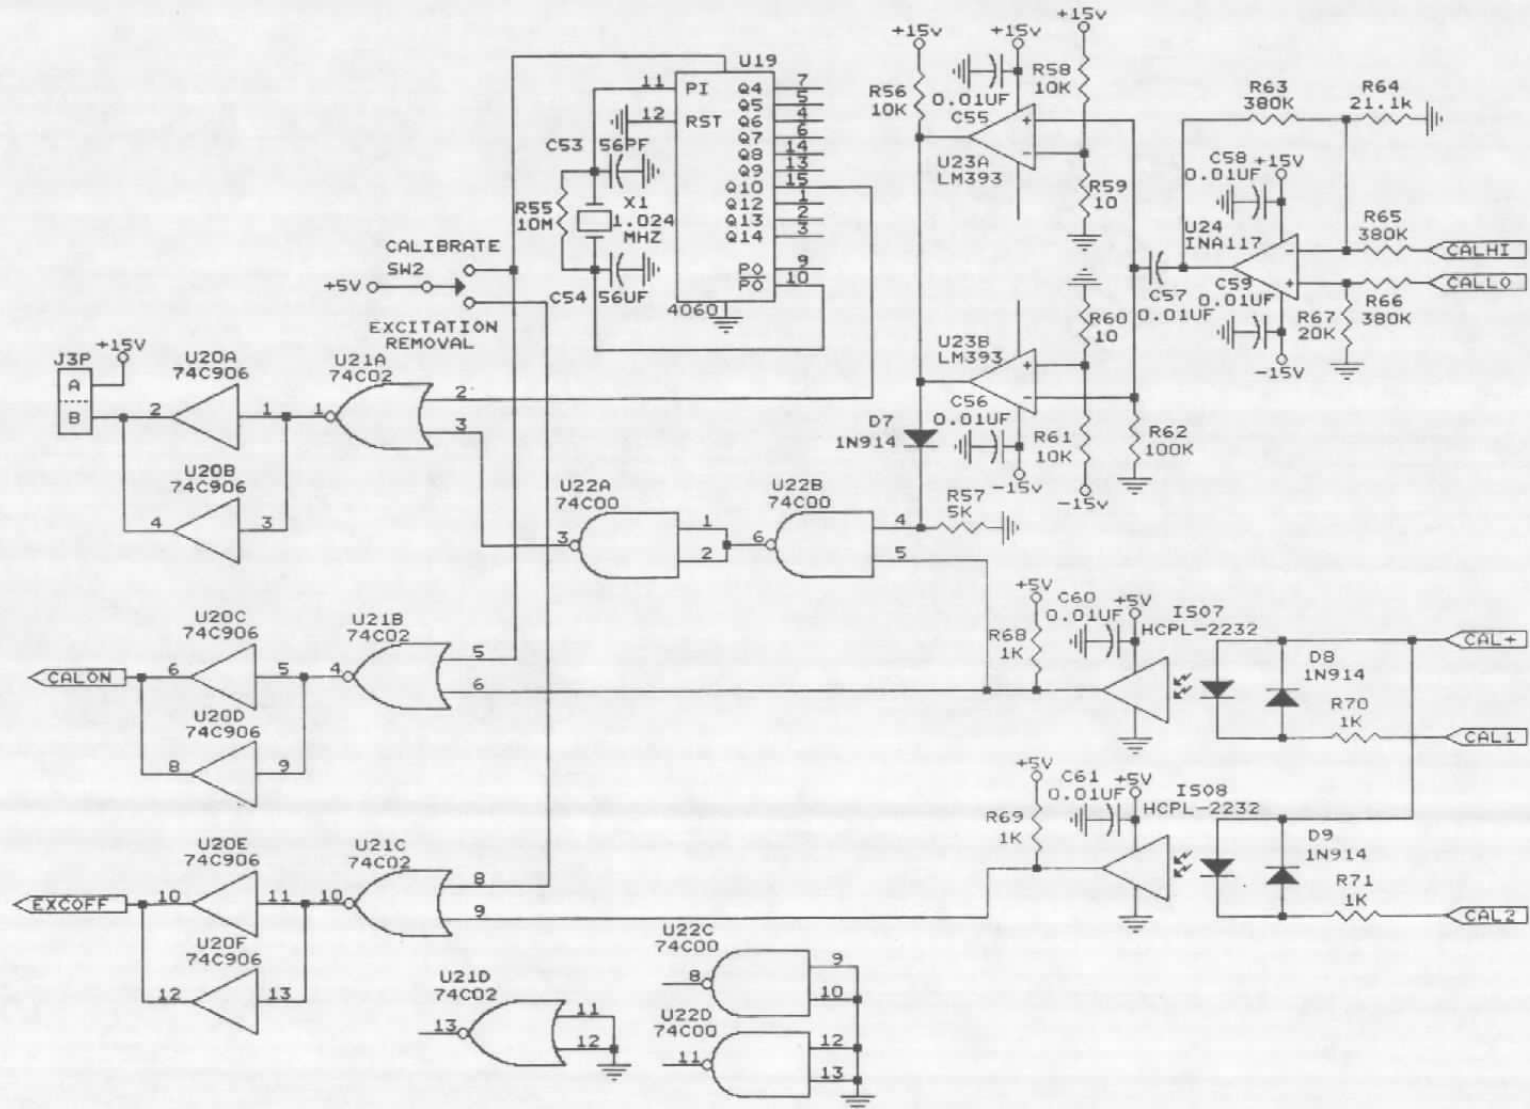 +15v
+15v
+15v
U19
11
PI
12
RST
Q4
7
Q5
5
Q6
4
Q7
6
Q8
14
Q9
13
Q10
15
Q12
1
Q13
2
Q14
3
PO
9
PO
10
4060
C53
56PF
R55
10M
X1
1.024
MHZ
C54
56UF
CALIBRATE
SW2
+5V
EXCITATION
REMOVAL
R56
10K
0.01UF
C55
R58
10K
U23A
LM393
+
-
R59
10
R63
380K
R64
21.1k
C58
+15V
0.01UF
U24
INA117
-
+
R65
380K
CALHI
CALLO
R66
380K
R67
20K
C59
0.01UF
-15v
C57
0.01UF
R60
10
U23B
LM393
+
-
C56
0.01UF
R61
10K
R62
100K
-15v
-15v
D7
1N914
R57
5K
J3P
+15V
A
B
U20A
74C906
2
1
U21A
74C02
1
2
3
U20B
74C906
4
3
U22A
74C00
3
1
2
U22B
74C00
6
4
5
U20C
74C906
6
5
CALON
U20D
74C906
8
9
U21B
74C02
4
5
6
+5V
R68
1K
C60
0.01UF
+5V
ISO7
HCPL-2232
D8
1N914
R70
1K
CAL+
CAL1
U20E
74C906
10
11
EXCOFF
U20F
74C906
12
13
U21C
74C02
10
8
9
+5V
R69
1K
C61
0.01UF
+5V
ISO8
HCPL-2232
D9
1N914
R71
1K
CAL2
U21D
74C02
13
11
12
U22C
74C00
8
9
10
U22D
74C00
11
12
13